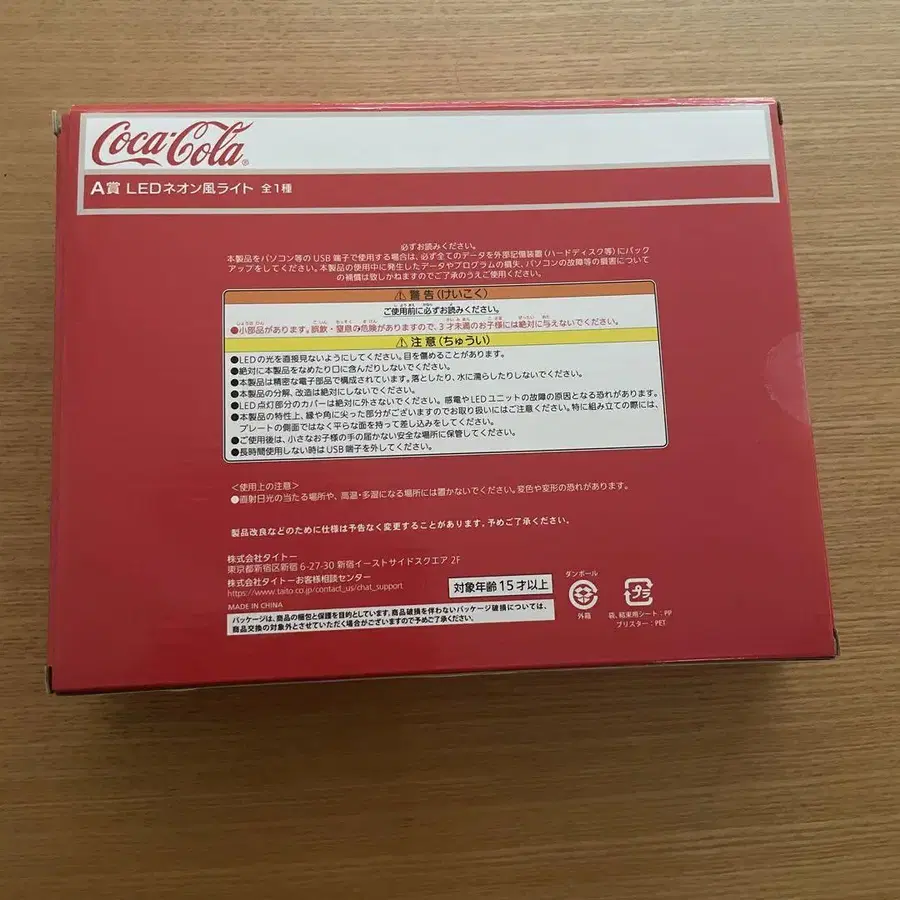 Coca-Cola®
A賞 LEDネオン風ライト 全1種
必ずお読みください。
本製品をパソコン等のUSB端子で使用する場合は、必ず全てのデータを外部記憶装置(ハードディスク等)にバック
アップをしてください。本製品の使用中に発生したデータやプログラムの損失、パソコンの故障等の損害について
の補償は致しかねますのでご了承のうえご使用ください。
⚠警告(けいこく)
ご使用前に必ずお読みください。
●小部品があります。誤飲・窒息の危険がありますので、3才未満のお子様には絶対に与えないでください。
⚠注意(ちゅうい)
●LEDの光を直接見ないようにしてください。目を傷めることがあります。
●絶対に本製品をなめたり口に含んだりしないでください。
●本製品は精密な電子部品で構成されています。落としたり、水に濡らしたりしないでください。
●本製品の分解、改造は絶対にしないでください。
●LED点灯部分のカバーは絶対に外さないでください。感電やLEDユニットの故障の原因となる恐れがあります。
●本製品の特性上、縁や角に尖った部分がございますのでお取り扱いにはご注意ください。特に組み立ての際には、
プレートの側面ではなく平らな面を持って差し込みをしてください。
●ご使用後は、小さなお子様の手の届かない安全な場所に保管してください。
●長時間使用しない時はUSB端子を外してください。
<使用上の注意>
○直射日光の当たる場所や、高温・多湿になる場所には置かないでください。変色や変形の恐れがあります。
製品改良などのために仕様は予告なく変更することがあります。予めご了承ください。
株式会社タイトー
東京都新宿区新宿 6-27-30 新宿イーストサイドスクエア 2F
株式会社タイトーお客様相談センター
https://www.taito.co.jp/contact_us/chat_support
MADE IN CHINA
対象年齢15才以上
パッケージは、商品の梱包と保護を目的としています。商品破損を伴わないパッケージ破損については、
商品交換の対象外とさせていただく場合がございますので予めご了承ください。
ダンボール
外箱
プラ
袋、結束用シート:PP
ブリスター:PET